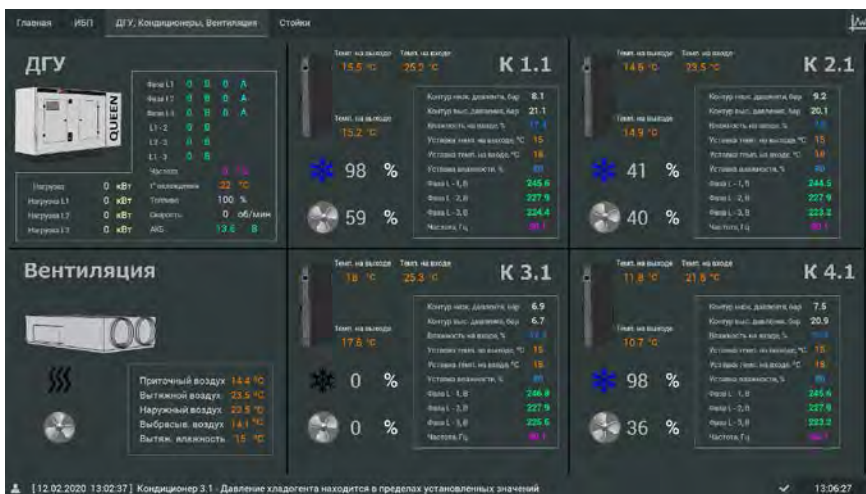 Главная ИБП ДГУ, Кондиционеры, Вентиляция Стойки
ДГУ
QUEEN
Фаза L1 0 В 0 А
Фаза L2 0 В 0 А
Фаза L3 0 В 0 А
L1-2 0 В
L2-3 0 В
L1-3 0 В
Частота 0
Нагрузка 0 кВт
Нагрузка L1 0 кВт
Нагрузка L2 0 кВт
Нагрузка L3 0 кВт
Т° охлаждения 22 °C
Топливо 100 %
Скорость 0 об/мин
АКБ 13.6 В
Темп. на выходе Темп. на входе
15.5 °C 25.2 °C
К 1.1
Темп. на выходе
15.2 °C
98 %
59 %
Контур низк. давления, бар 8.1
Контур выс. давления, бар 21.1
Влажность на входе, %
Уставка темп. на выходе, °C 15
Уставка темп. на входе, °C 18
Уставка влажности, %
Фаза L-1, В 245.6
Фаза L-2, В 227.9
Фаза L-3, В 224.4
Частота, Гц
Темп. на выходе Темп. на входе
14.6 °C 23.5 °C
К 2.1
Темп. на выходе
14.9 °C
41 %
40 %
Контур низк. давления, бар 9.2
Контур выс. давления, бар 20.1
Влажность на входе, %
Уставка темп. на выходе, °C 15
Уставка темп. на входе, °C 18
Уставка влажности, %
Фаза L-1, В 244.5
Фаза L-2, В 227.9
Фаза L-3, В 223.2
Частота, Гц
Вентиляция
Приточный воздух 14.4 °C
Вытяжной воздух 23.5 °C
Наружный воздух 23.5 °C
Выбрасыв. воздух 14.1 °C
Вытяж. влажность 15 °C
Темп. на выходе Темп. на входе
18 °C 25.3 °C
К 3.1
Темп. на выходе
17.6 °C
0 %
0 %
Контур низк. давления, бар 6.9
Контур выс. давления, бар 6.7
Влажность на входе, %
Уставка темп. на выходе, °C 15
Уставка темп. на входе, °C 18
Уставка влажности, %
Фаза L-1, В 246.8
Фаза L-2, В 227.9
Фаза L-3, В 225.6
Частота, Гц
Темп. на выходе Темп. на входе
11.8 °C 21.8 °C
К 4.1
Темп. на выходе
10.7 °C
98 %
36 %
Контур низк. давления, бар 7.5
Контур выс. давления, бар 20.9
Влажность на входе, %
Уставка темп. на выходе, °C 15
Уставка темп. на входе, °C 18
Уставка влажности, %
Фаза L-1, В 245.6
Фаза L-2, В 227.9
Фаза L-3, В 223.2
Частота, Гц
[12.02.2020 13:02:37] Кондиционер 3.1 - Давление хладогента находится в пределах установленных значений 13:06:27